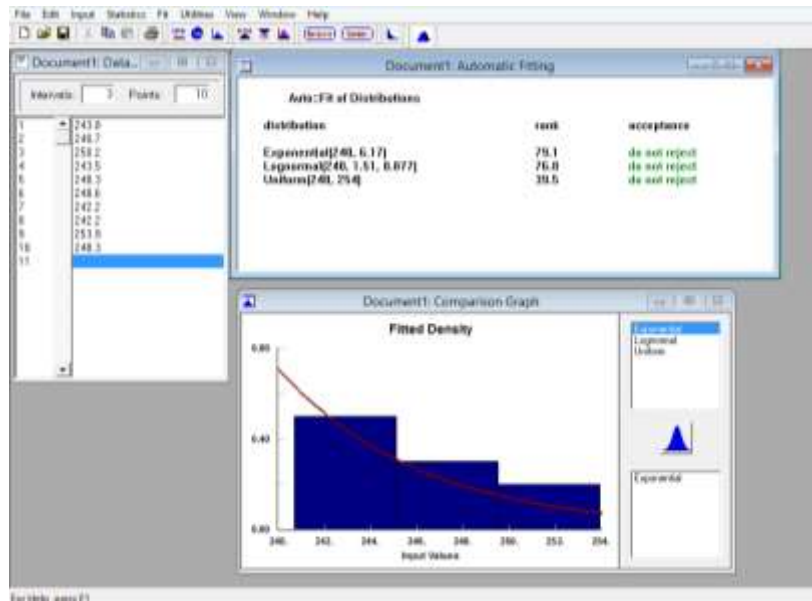 File Edit Input Statistics Fit Utilities View Window Help
Document1: Data...
Intervals: 3 Points: 10
1 243.8
2
3
4 243.5
5 248.3
6 248.6
7 242.2
8 242.2
9 253.8
10 248.3
11
Document1: Automatic Fitting
Auto::Fit of Distributions
distribution rank acceptance
Exponential(240, 6.17) 79.1 do not reject
Lognormal(240, 1.51, 0.877) 76.8 do not reject
Uniform(240, 254) 39.5 do not reject
Document1: Comparison Graph
Fitted Density
0.40
0.00
240. 242. 244. 246. 248. 250. 252. 254.
Input Values
Exponential
Lognormal
Uniform
Exponential
For Help, press F1